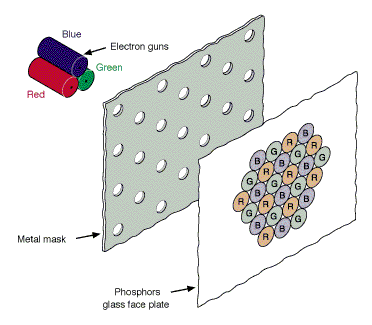 Blue
Electron guns
Green
Red
B
R G
B G R
G B G B
R R R
B B G
R G R
G B G B
R R R
G B G
B G R
R B
Metal mask
Phosphors
glass face plate